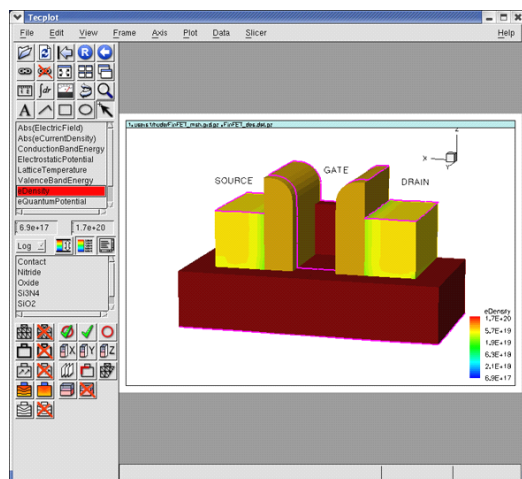 Tecplot
File Edit View Frame Axis Plot Data Slicer Help
Abs(ElectricField)
Abs(eCurrentDensity)
ConductionBandEnergy
ElectrostaticPotential
LatticeTemperature
ValenceBandEnergy
eDensity
eQuantumPotential
6.9e+17 1.7e+20
Log
Contact
Nitride
Oxide
Si3N4
SiO2
X Y Z
Z
X
Y
GATE
SOURCE
DRAIN
eDensity
1.7E+20
5.7E+19
1.9E+19
6.3E+18
2.1E+18
6.9E+17